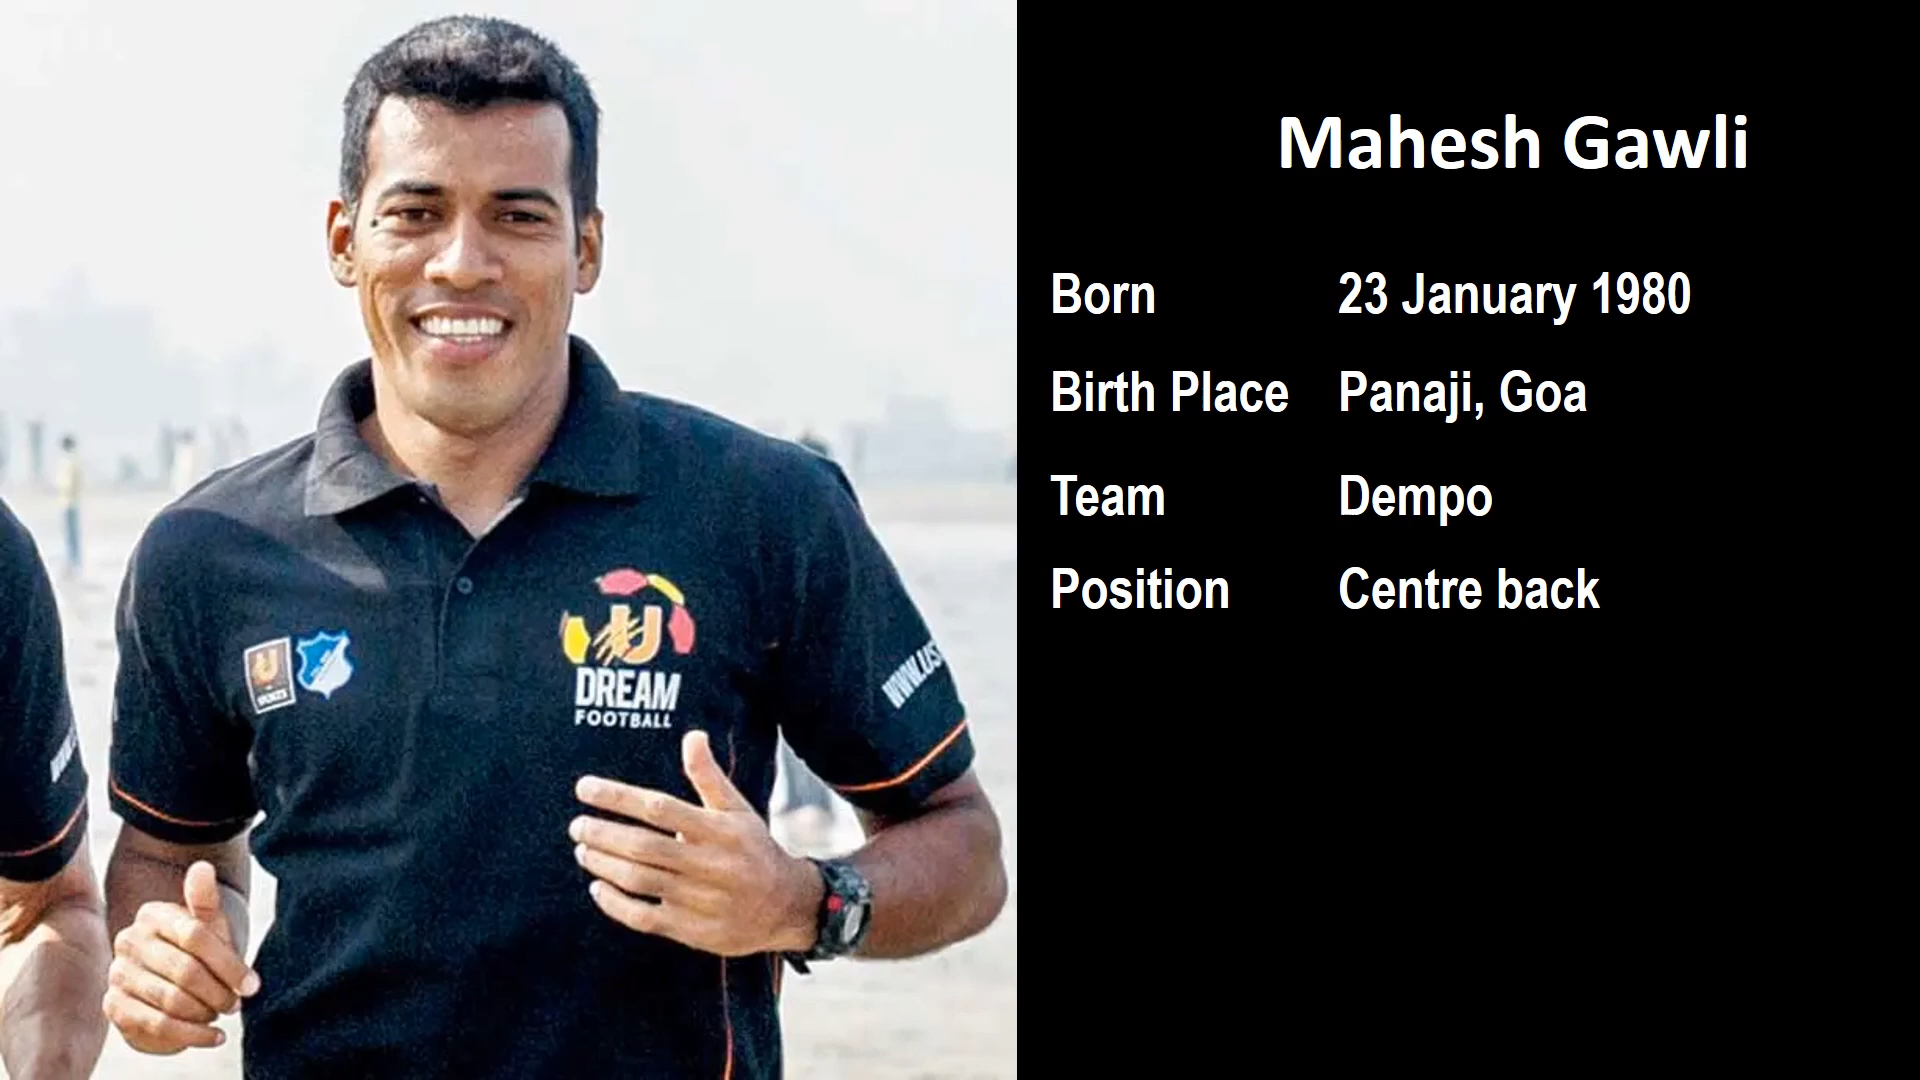 Mahesh Gawli
Born 23 January 1980
Birth Place Panaji, Goa
Team Dempo
Position Centre back
U
DREAM
FOOTBALL